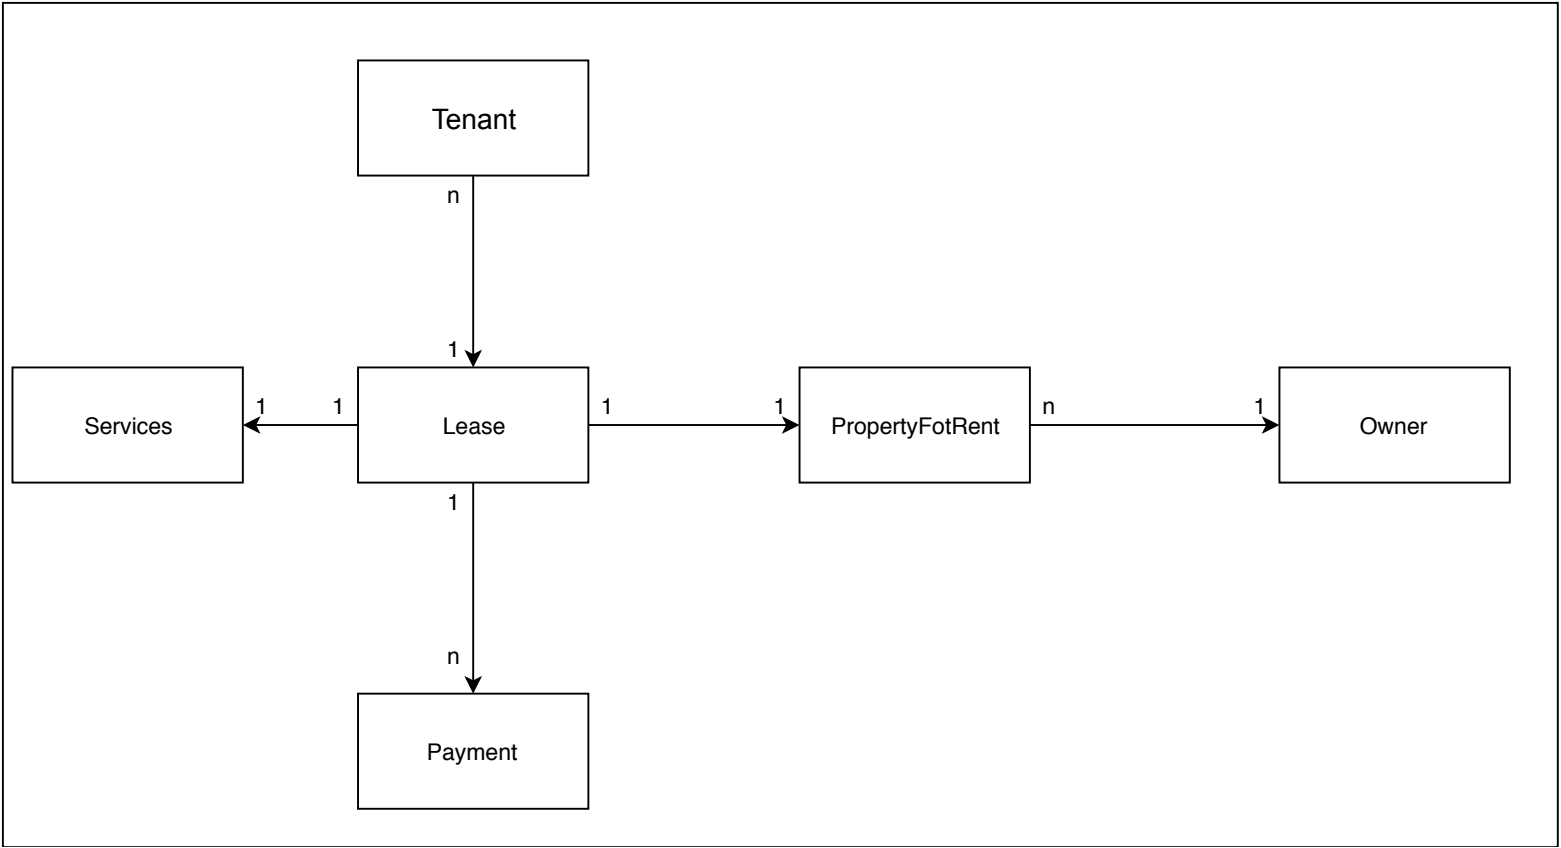 Tenant
n
1
Services
1
1
Lease
1
1
PropertyFotRent
n
1
Owner
1
n
Payment